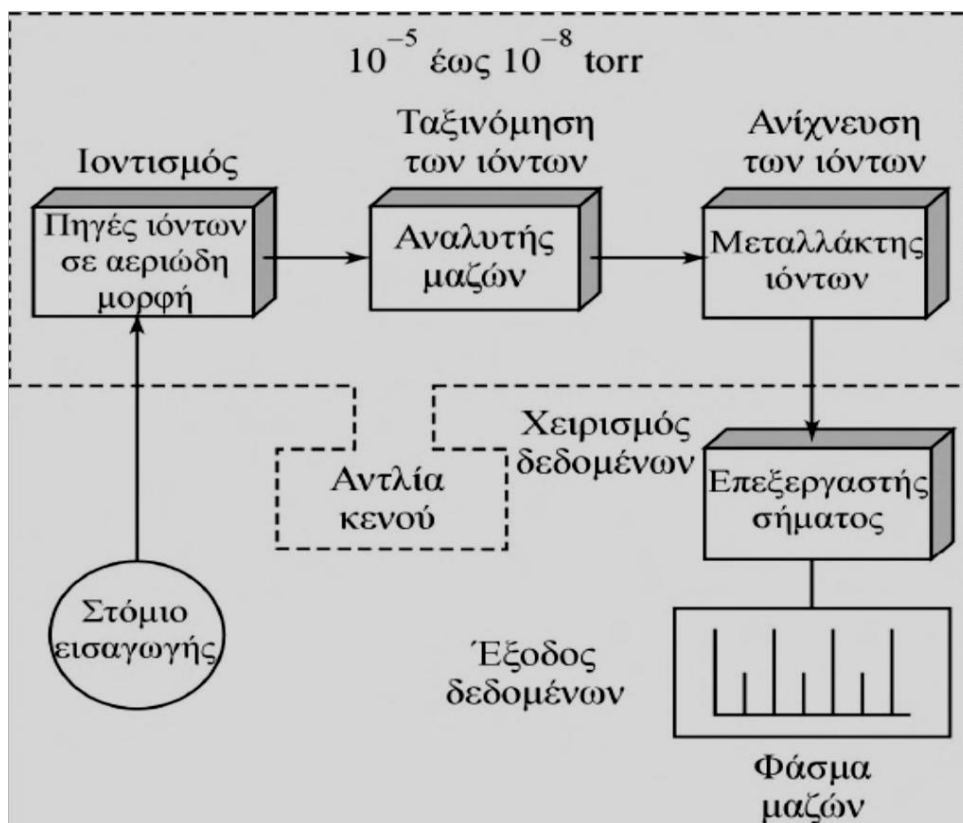 10⁻⁵ έως 10⁻⁸ torr
Ιοντισμός
Ταξινόμηση
των ιόντων
Ανίχνευση
των ιόντων
Πηγές ιόντων
σε αεριώδη
μορφή
Αναλυτής
μαζών
Μεταλλάκτης
ιόντων
Αντλία
κενού
Χειρισμός
δεδομένων
Επεξεργαστής
σήματος
Στόμιο
εισαγωγής
Έξοδος
δεδομένων
Φάσμα
μαζών